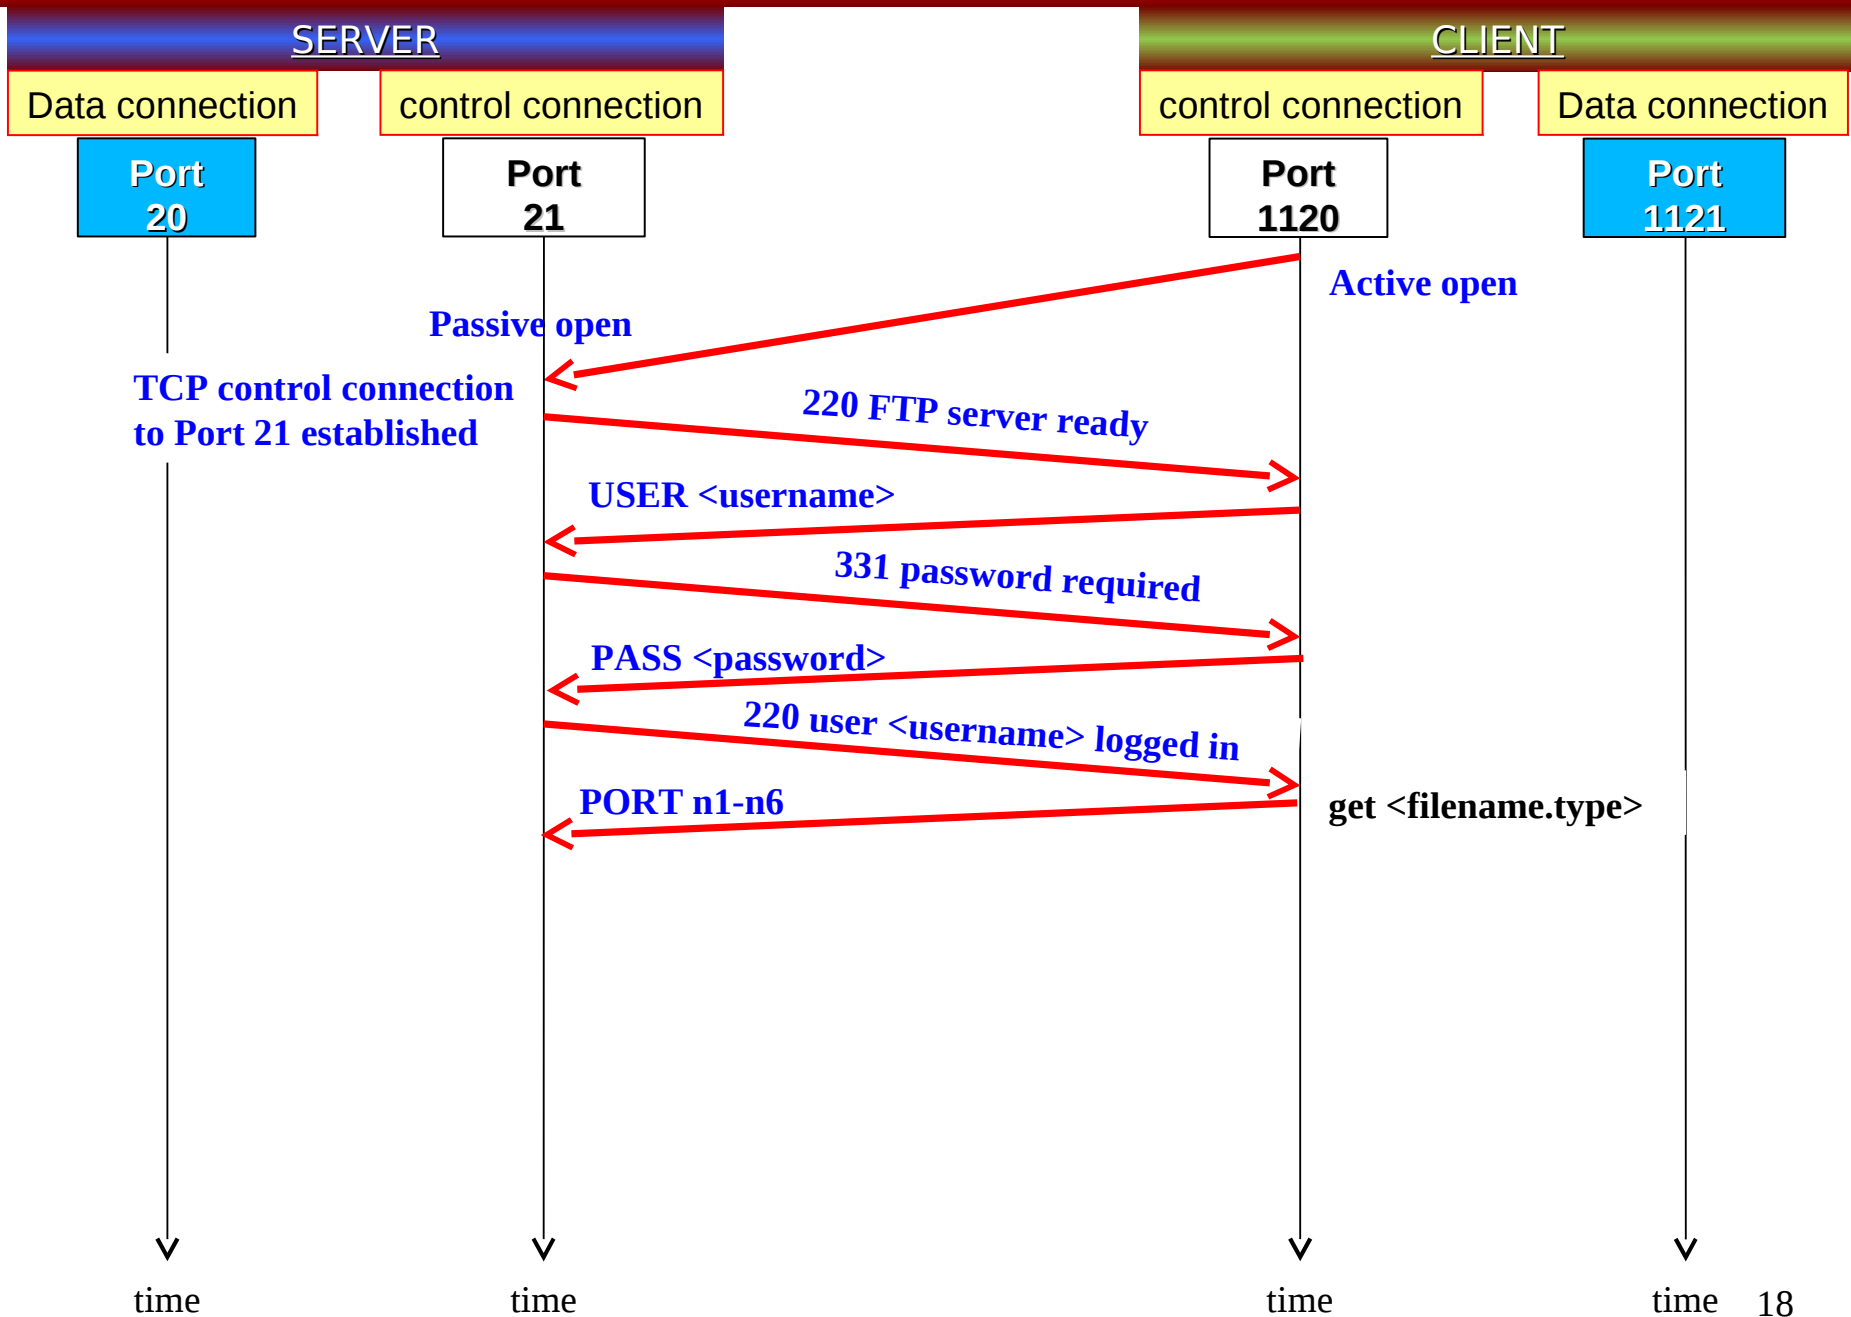 SERVER
CLIENT
Data connection
control connection
control connection
Data connection
Port
20
Port
21
Port
1120
Port
1121
Active open
Passive open
TCP control connection
to Port 21 established
220 FTP server ready
USER <username>
331 password required
PASS <password>
220 user <username> logged in
PORT n1-n6
get <filename.type>
time
time
time
time
18